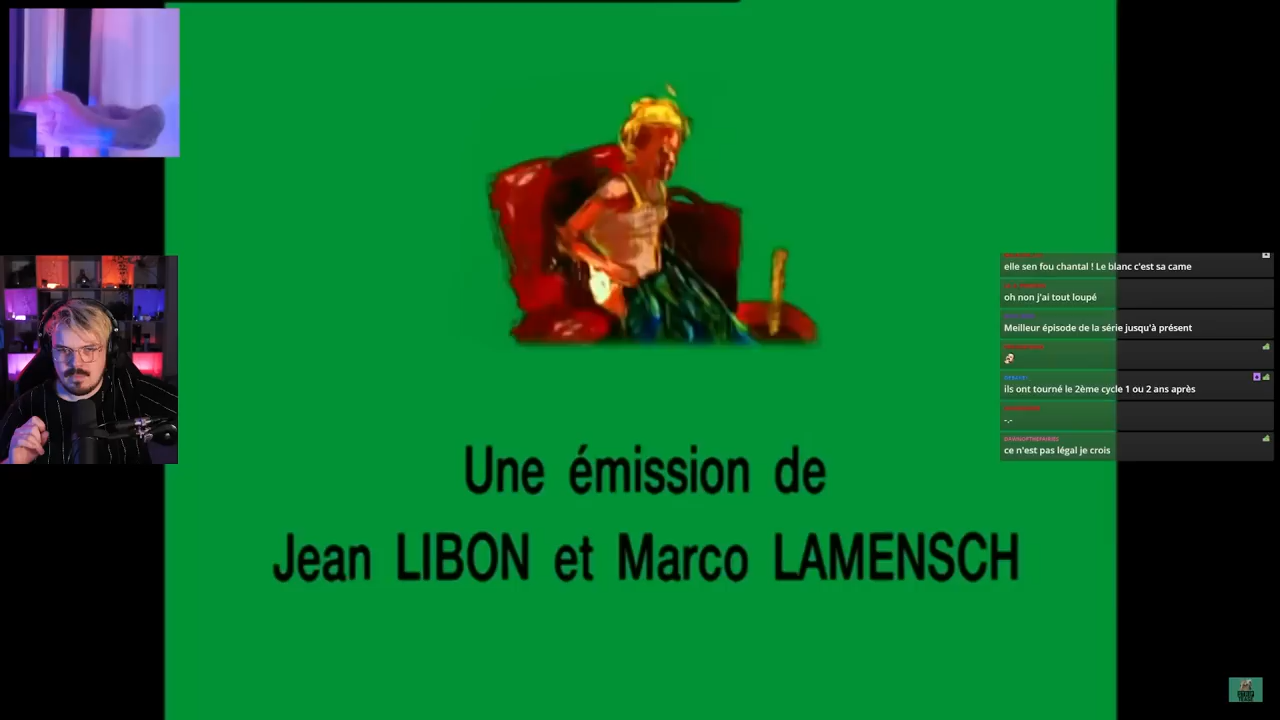 Une émission de
Jean LIBON et Marco LAMENSCH
elle sen fou chantal ! Le blanc c'est sa came
oh non j'ai tout loupé
Meilleur épisode de la série jusqu'à présent
ils ont tourné le 2ème cycle 1 ou 2 ans après
-.-
ce n'est pas légal je crois